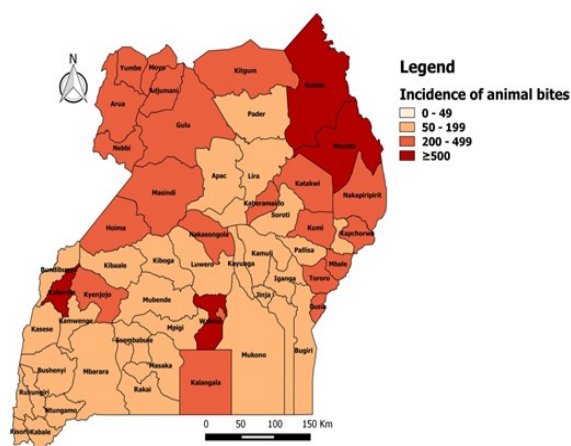 N
Legend
Incidence of animal bites
0 - 49
50 - 199
200 - 499
≥500
Yumbe
Moyo
Adjumani
Arua
Kitgum
Kotido
Pader
Gulu
Nebbi
Moroto
Apac
Lira
Katakwi
Nakapiripirit
Masindi
Kaberamaido
Soroti
Hoima
Kumi
Kapchorwa
Nakasongola
Pallisa
Mbale
Bundibugyo
Kibaale
Kiboga
Luwero
Kayunga
Kamuli
Iganga
Tororo
Kabarole
Kyenjojo
Mubende
Jinja
Busia
Kasese
Kamwenge
Mpigi
Wakiso
Ssembabule
Mukono
Bugiri
Bushenyi
Mbarara
Masaka
Kalangala
Rukungiri
Rakai
Ntungamo
Kisoro
Kabale
0
50
100
150 Km